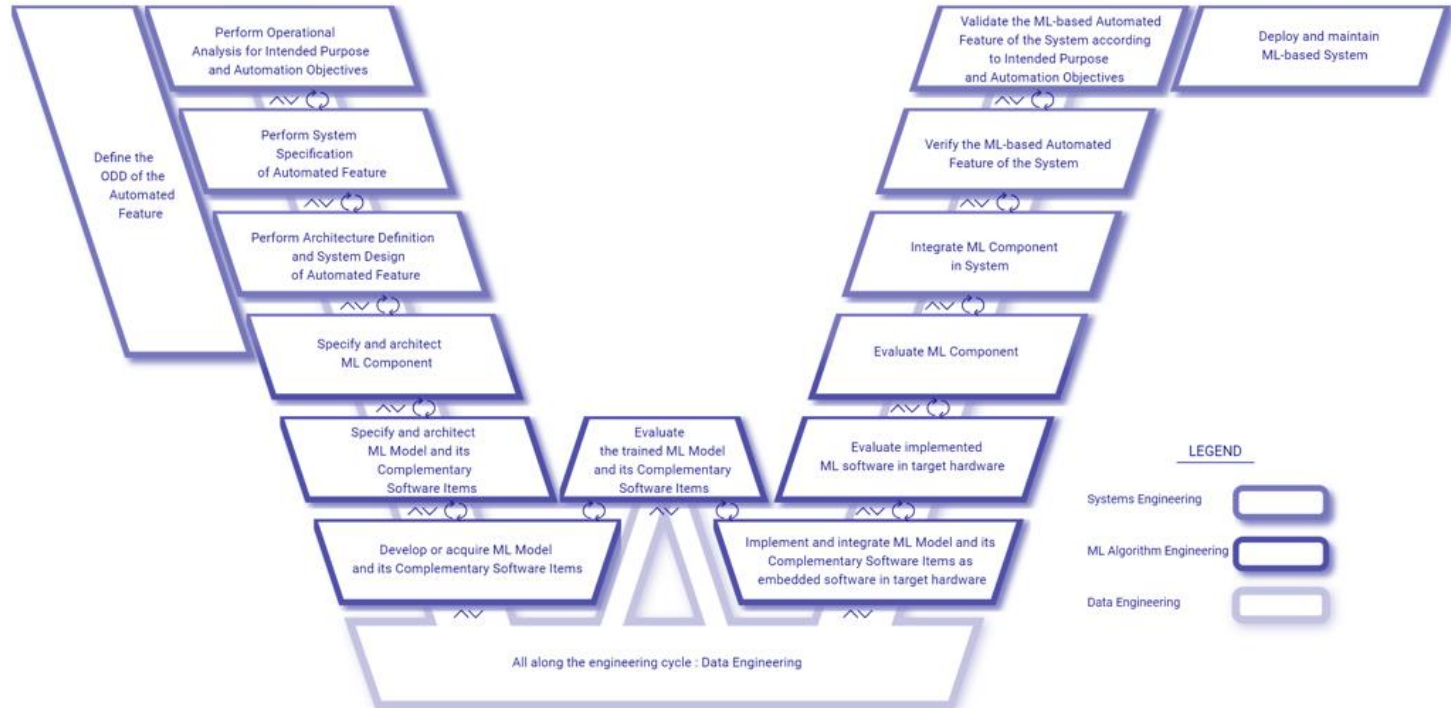 Define the
ODD of the
Automated
Feature
Perform Operational
Analysis for Intended Purpose
and Automation Objectives
Perform System
Specification
of Automated Feature
Perform Architecture Definition
and System Design
of Automated Feature
Specify and architect
ML Component
Specify and architect
ML Model and its
Complementary
Software Items
Develop or acquire ML Model
and its Complementary Software Items
Evaluate
the trained ML Model
and its Complementary
Software Items
Implement and integrate ML Model and its
Complementary Software Items as
embedded software in target hardware
Evaluate implemented
ML software in target hardware
Evaluate ML Component
Integrate ML Component
in System
Verify the ML-based Automated
Feature of the System
Validate the ML-based Automated
Feature of the System according
to Intended Purpose
and Automation Objectives
Deploy and maintain
ML-based System
All along the engineering cycle : Data Engineering
LEGEND
Systems Engineering
ML Algorithm Engineering
Data Engineering